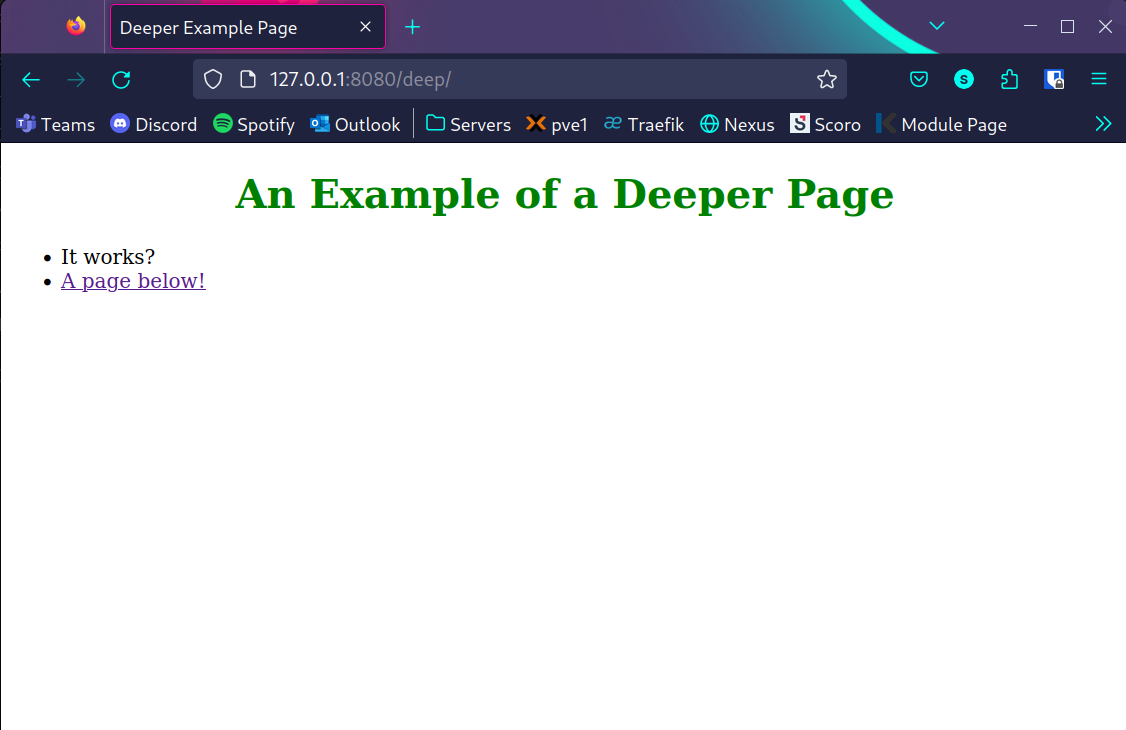 Deeper Example Page
127.0.0.1:8080/deep/
S
Teams Discord Spotify Outlook Servers pve1 Traefik Nexus Scoro Module Page
An Example of a Deeper Page
It works?
A page below!